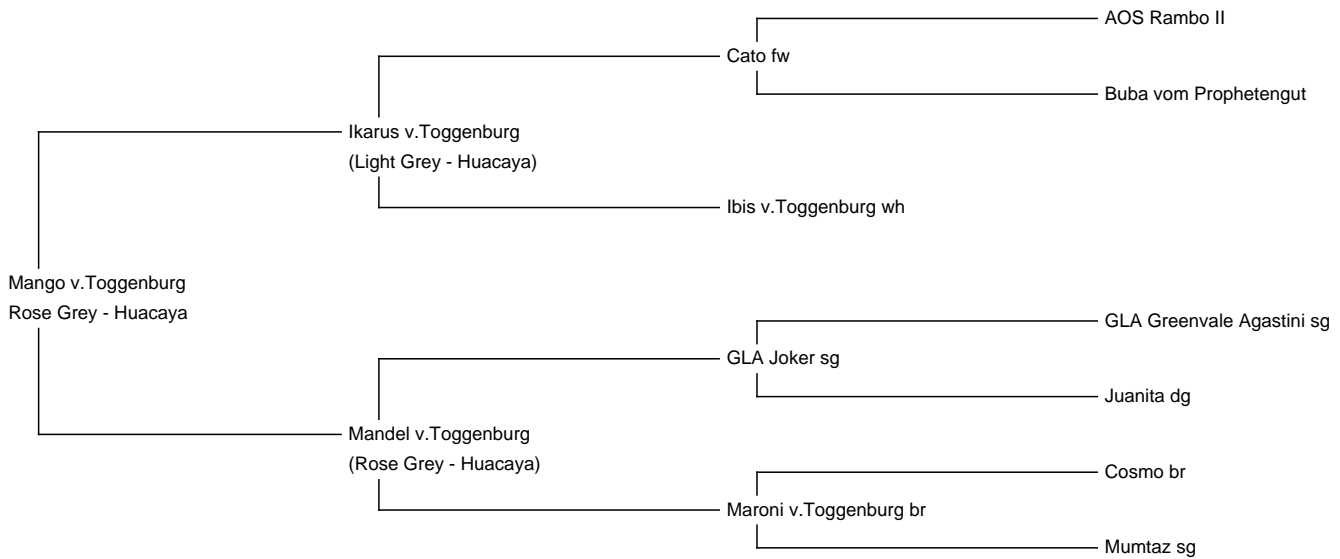 AOS Rambo II
Cato fw
Buba vom Prophetengut
Ikarus v.Toggenburg
(Light Grey - Huacaya)
Ibis v.Toggenburg wh
Mango v.Toggenburg
Rose Grey - Huacaya
GLA Greenvale Agastini sg
GLA Joker sg
Juanita dg
Mandel v.Toggenburg
(Rose Grey - Huacaya)
Cosmo br
Maroni v.Toggenburg br
Mumtaz sg